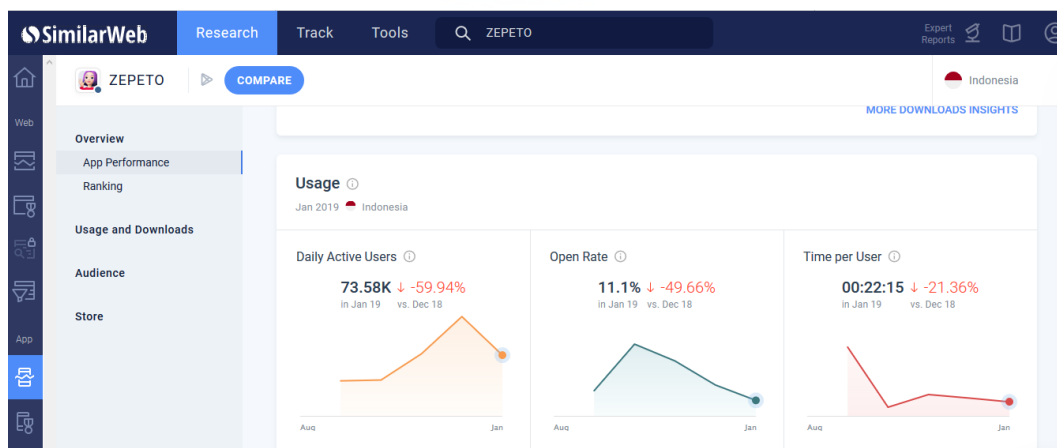 SimilarWeb Research Track Tools ZEPETO Expert Reports
ZEPETO COMPARE Indonesia
MORE DOWNLOADS INSIGHTS
Web
Overview
App Performance
Ranking
Usage and Downloads
Audience
Store
App
Usage
Jan 2019 Indonesia
Daily Active Users
73.58K ↓ -59.94%
in Jan 19 vs. Dec 18
Aug Jan
Open Rate
11.1% ↓ -49.66%
in Jan 19 vs. Dec 18
Aug Jan
Time per User
00:22:15 ↓ -21.36%
in Jan 19 vs. Dec 18
Aug Jan